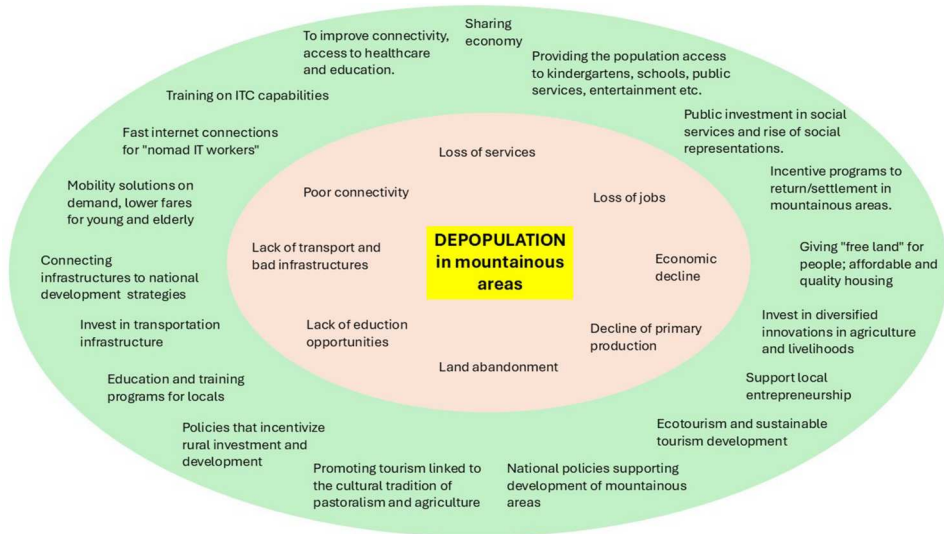 Sharing
economy
To improve connectivity,
access to healthcare
and education.
Providing the population access
to kindergartens, schools, public
services, entertainment etc.
Training on ITC capabilities
Public investment in social
services and rise of social
representations.
Fast internet connections
for "nomad IT workers"
Loss of services
Incentive programs to
return/settlement in
mountainous areas.
Mobility solutions on
demand, lower fares
for young and elderly
Poor connectivity
Loss of jobs
DEPOPULATION
in mountainous
areas
Lack of transport and
bad infrastructures
Economic
decline
Giving "free land" for
people; affordable and
quality housing
Connecting
infrastructures to national
development strategies
Invest in transportation
infrastructure
Lack of eduction
opportunities
Decline of primary
production
Invest in diversified
innovations in agriculture
and livelihoods
Land abandonment
Education and training
programs for locals
Support local
entrepreneurship
Policies that incentivize
rural investment and
development
Ecotourism and sustainable
tourism development
Promoting tourism linked to
the cultural tradition of
pastoralism and agriculture
National policies supporting
development of mountainous
areas